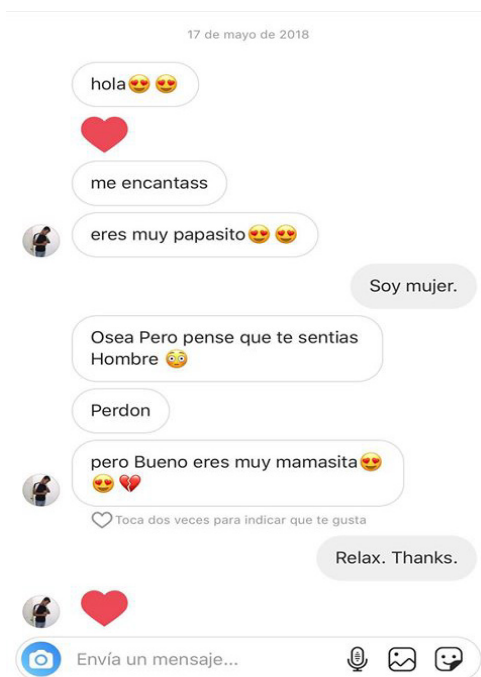 17 de mayo de 2018
hola😍😍
❤️
me encantass
eres muy papasito😍😍
Soy mujer.
Osea Pero pense que te sentias
Hombre 😳
Perdon
pero Bueno eres muy mamasita😍
😍💔
Toca dos veces para indicar que te gusta
Relax. Thanks.
❤️
Envía un mensaje...